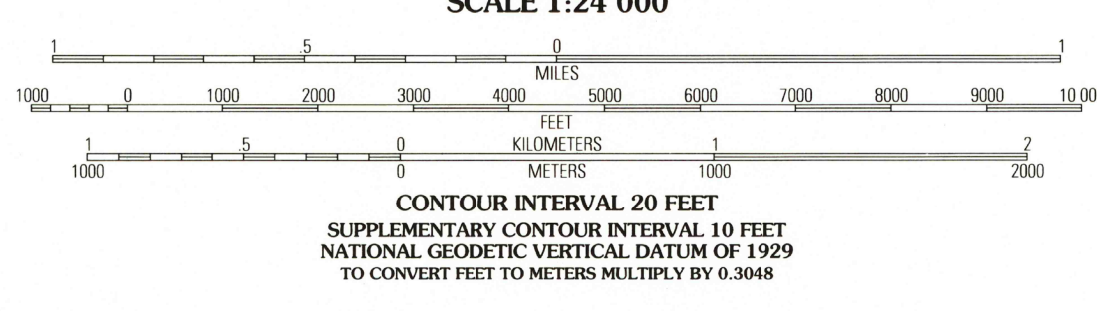 SCALE 1:24 000
1 .5 0 1
MILES
1000 0 1000 2000 3000 4000 5000 6000 7000 8000 9000 10 00
FEET
1 .5 0 KILOMETERS 1 2
1000 0 METERS 1000 2000
CONTOUR INTERVAL 20 FEET
SUPPLEMENTARY CONTOUR INTERVAL 10 FEET
NATIONAL GEODETIC VERTICAL DATUM OF 1929
TO CONVERT FEET TO METERS MULTIPLY BY 0.3048